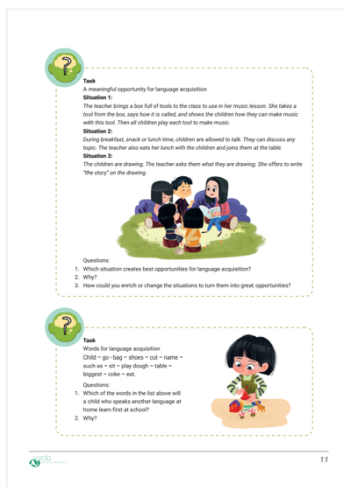 Task
A meaningful opportunity for language acquisition
Situation 1:
The teacher brings a box full of tools to the class to use in her music lesson. She takes a
tool from the box, says how it is called, and shows the children how they can make music
with this tool. Then all children play each tool to make music.
Situation 2:
During breakfast, snack or lunch time, children are allowed to talk. They can discuss any
topic. The teacher also eats her lunch with the children and joins them at the table.
Situation 3:
The children are drawing. The teacher asks them what they are drawing. She offers to write
"the story" on the drawing.
Questions:
1. Which situation creates best opportunities for language acquisition?
2. Why?
3. How could you enrich or change the situations to turn them into great opportunities?
Task
Words for language acquisition
Child – go - bag – shoes – cut – name –
such as – sit – play dough – table –
biggest – coke – eat.
Questions:
1. Which of the words in the list above will
a child who speaks another language at
home learn first at school?
2. Why?
11